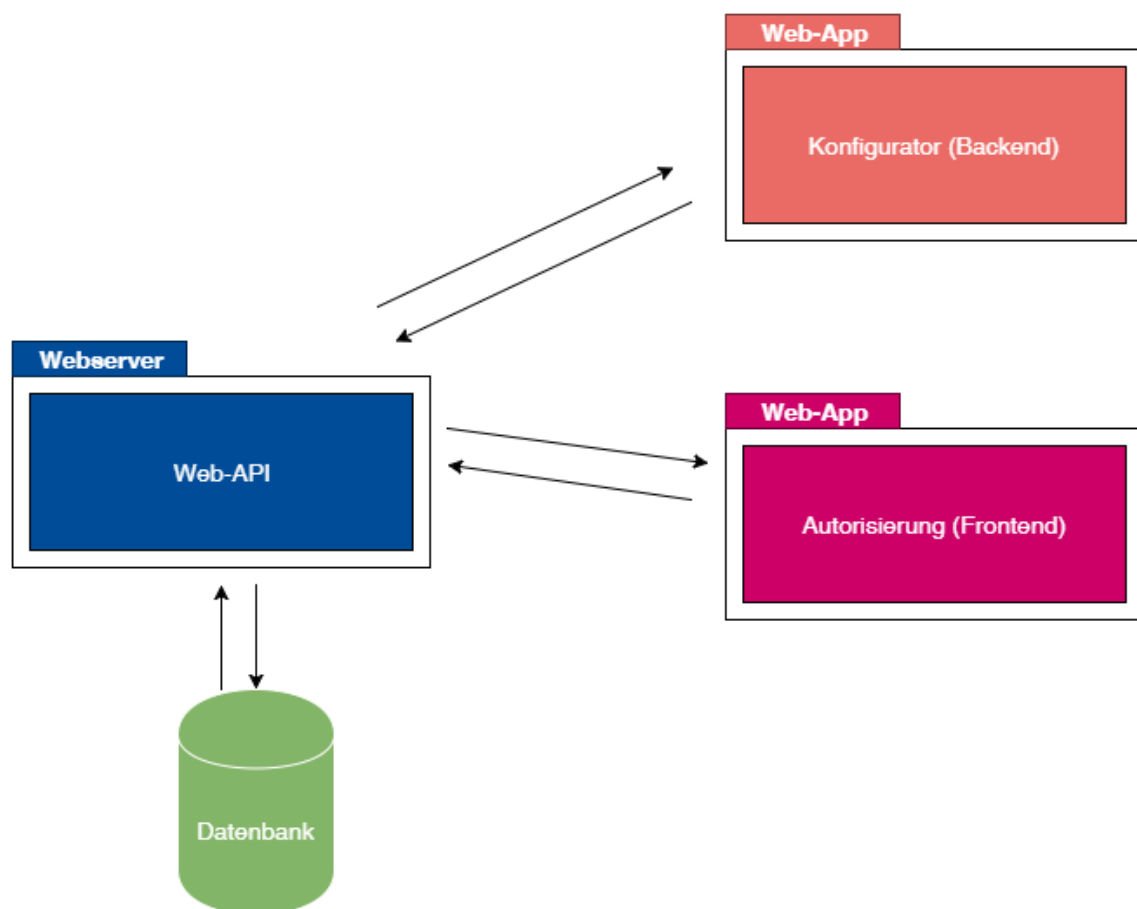 Web-App
Konfigurator (Backend)
Webserver
Web-API
Web-App
Autorisierung (Frontend)
Datenbank